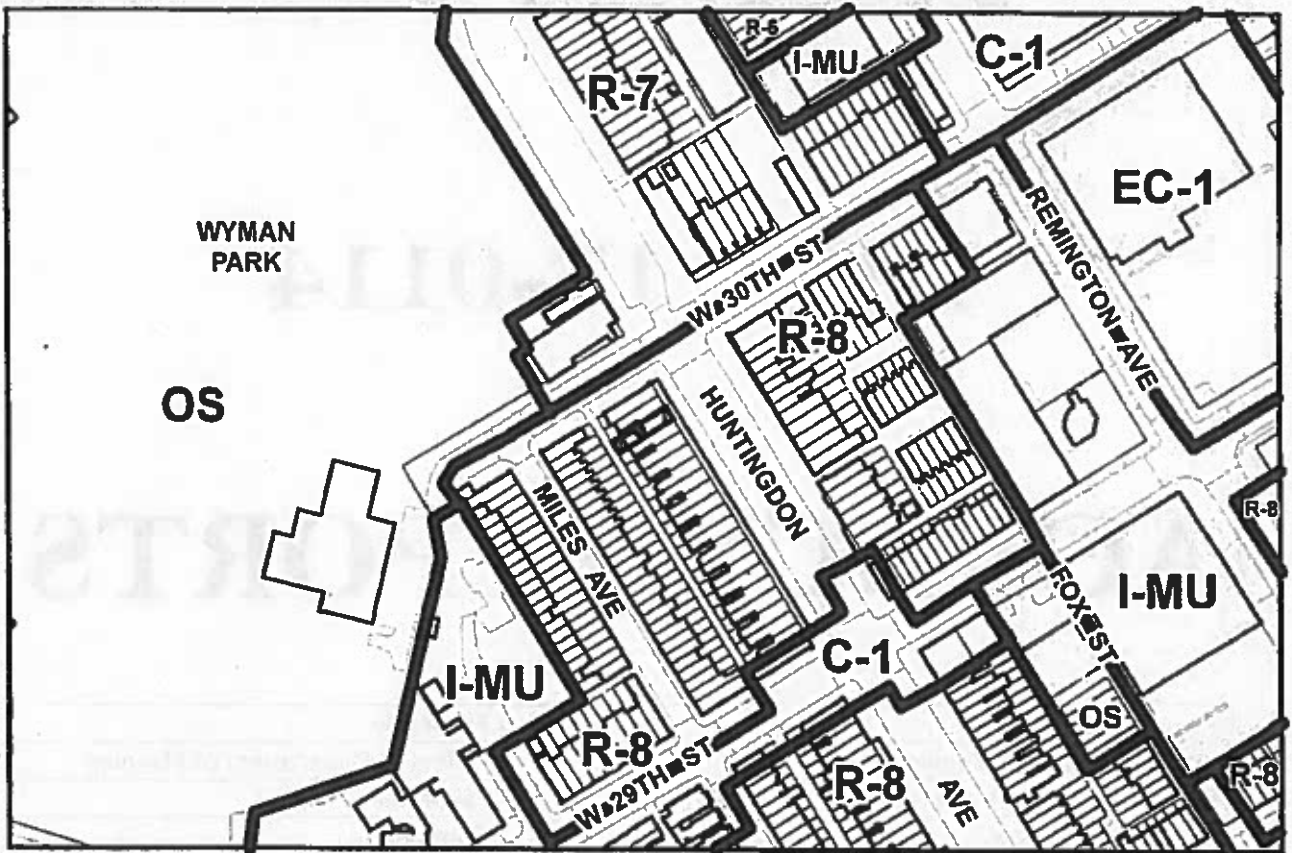 R-6
I-MU
C-1
R-7
EC-1
WYMAN
PARK
REMINGTON AVE
W 30TH ST
R-8
OS
HUNTINGDON
MILES AVE
R-8
FOX ST
I-MU
C-1
I-MU
OS
R-8
W 29TH ST
R-8
AVE
R-8